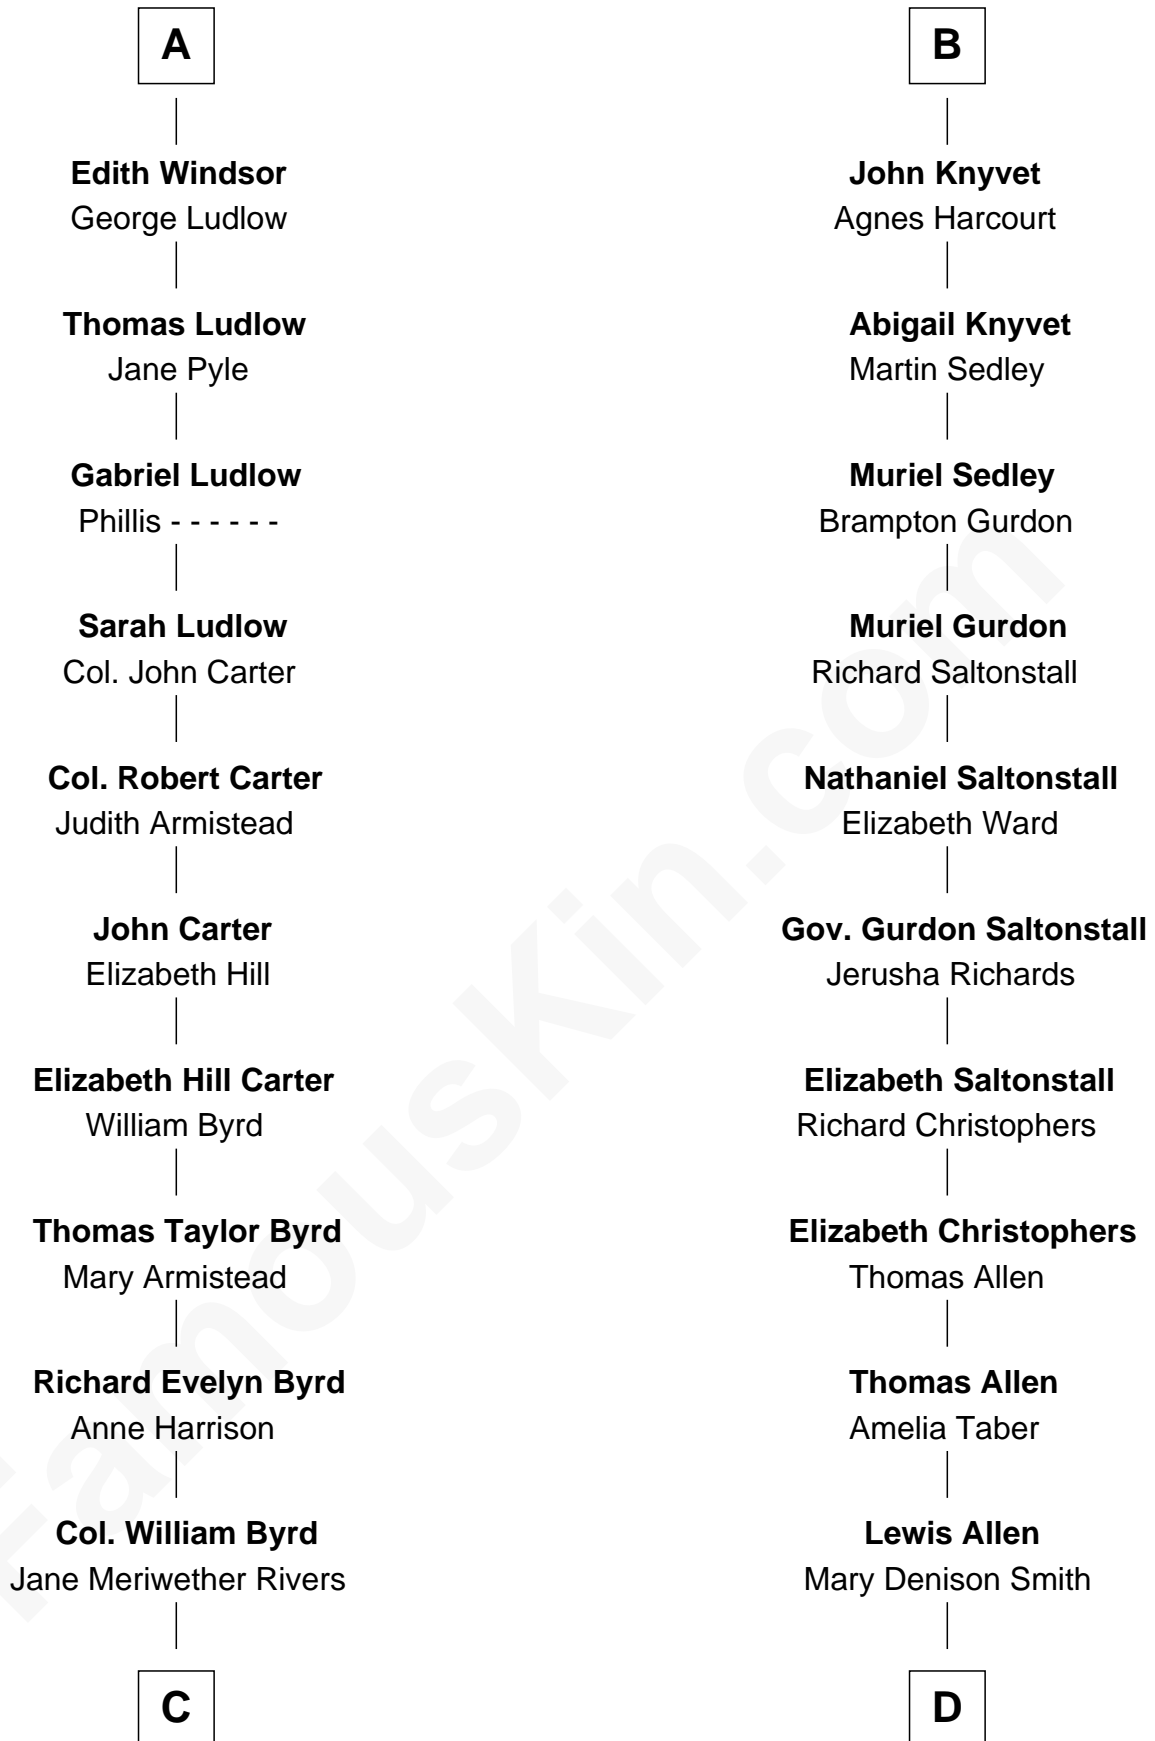 A
Edith Windsor
George Ludlow
Thomas Ludlow
Jane Pyle
Gabriel Ludlow
Phillis - - - - - -
Sarah Ludlow
Col. John Carter
Col. Robert Carter
Judith Armistead
John Carter
Elizabeth Hill
Elizabeth Hill Carter
William Byrd
Thomas Taylor Byrd
Mary Armistead
Richard Evelyn Byrd
Anne Harrison
Col. William Byrd
Jane Meriwether Rivers
C
B
John Knyvet
Agnes Harcourt
Abigail Knyvet
Martin Sedley
Muriel Sedley
Brampton Gurdon
Muriel Gurdon
Richard Saltonstall
Nathaniel Saltonstall
Elizabeth Ward
Gov. Gurdon Saltonstall
Jerusha Richards
Elizabeth Saltonstall
Richard Christophers
Elizabeth Christophers
Thomas Allen
Thomas Allen
Amelia Taber
Lewis Allen
Mary Denison Smith
D
FamousKin.com